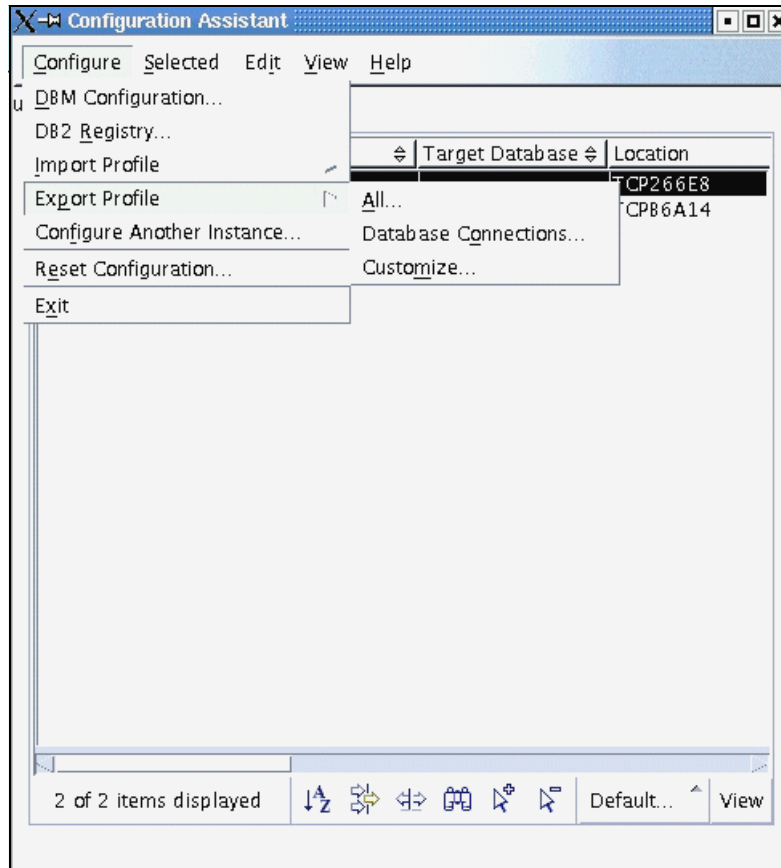 Configuration Assistant
Configure Selected Edit View Help
DBM Configuration...
DB2 Registry...
Import Profile
Export Profile
Configure Another Instance...
Reset Configuration...
Exit
All...
Database Connections...
Customize...
Target Database Location
TCP266E8
TCPB6A14
2 of 2 items displayed
Default...
View